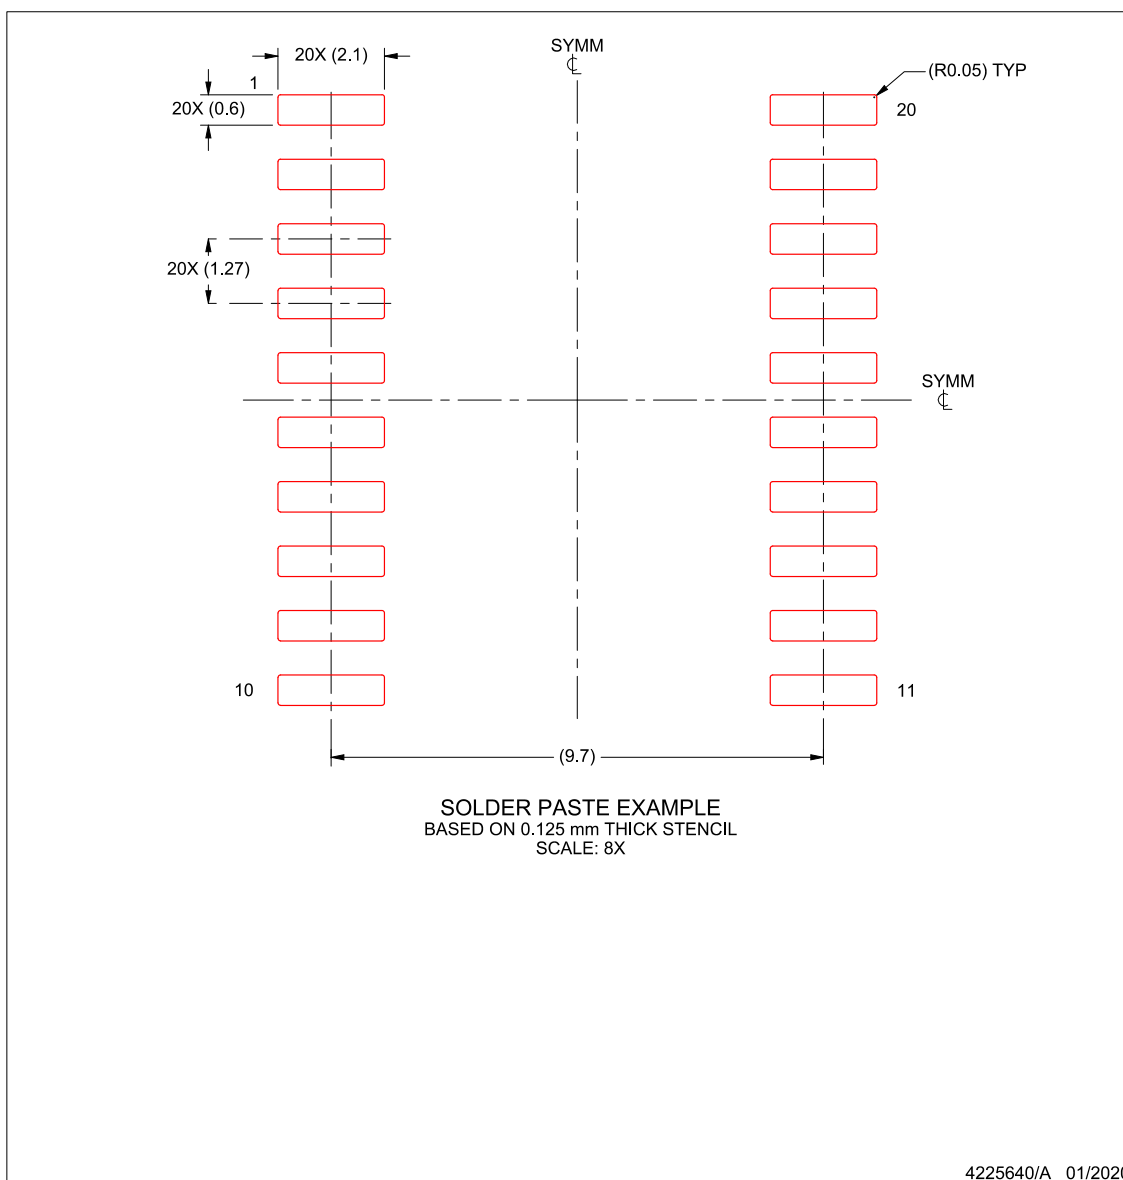 SYMM
℄
20X (2.1)
(R0.05) TYP
1
20X (0.6)
20
20X (1.27)
SYMM
℄
10
11
(9.7)
SOLDER PASTE EXAMPLE
BASED ON 0.125 mm THICK STENCIL
SCALE: 8X
4225640/A 01/2020